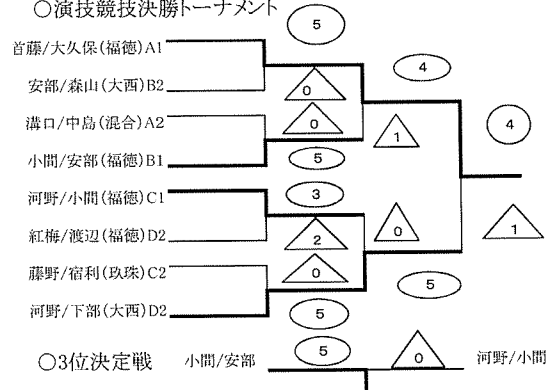 ○演技競技決勝トーナメント
5
首藤/大久保(福徳)A1
4
安部/森山(大西)B2
0
溝口/中島(混合)A2
0
1
4
小間/安部(福徳)B1
5
河野/小間(福徳)C1
3
紅梅/渡辺(福徳)D2
2
0
1
藤野/宿利(玖珠)C2
0
5
河野/下部(大西)D2
5
○3位決定戦 小間/安部 5 0 河野/小間